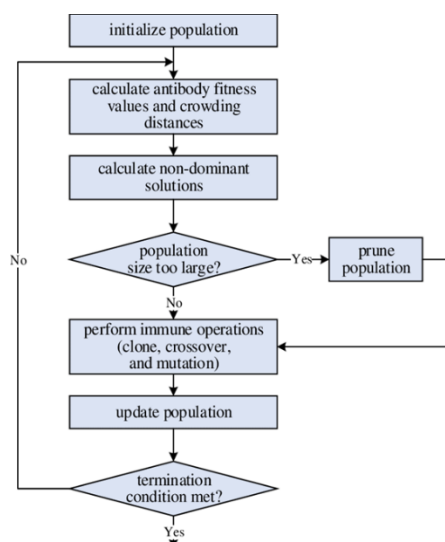 initialize population
calculate antibody fitness
values and crowding
distances
calculate non-dominant
solutions
population
size too large?
Yes
prune
population
No
No
perform immune operations
(clone, crossover,
and mutation)
update population
termination
condition met?
Yes